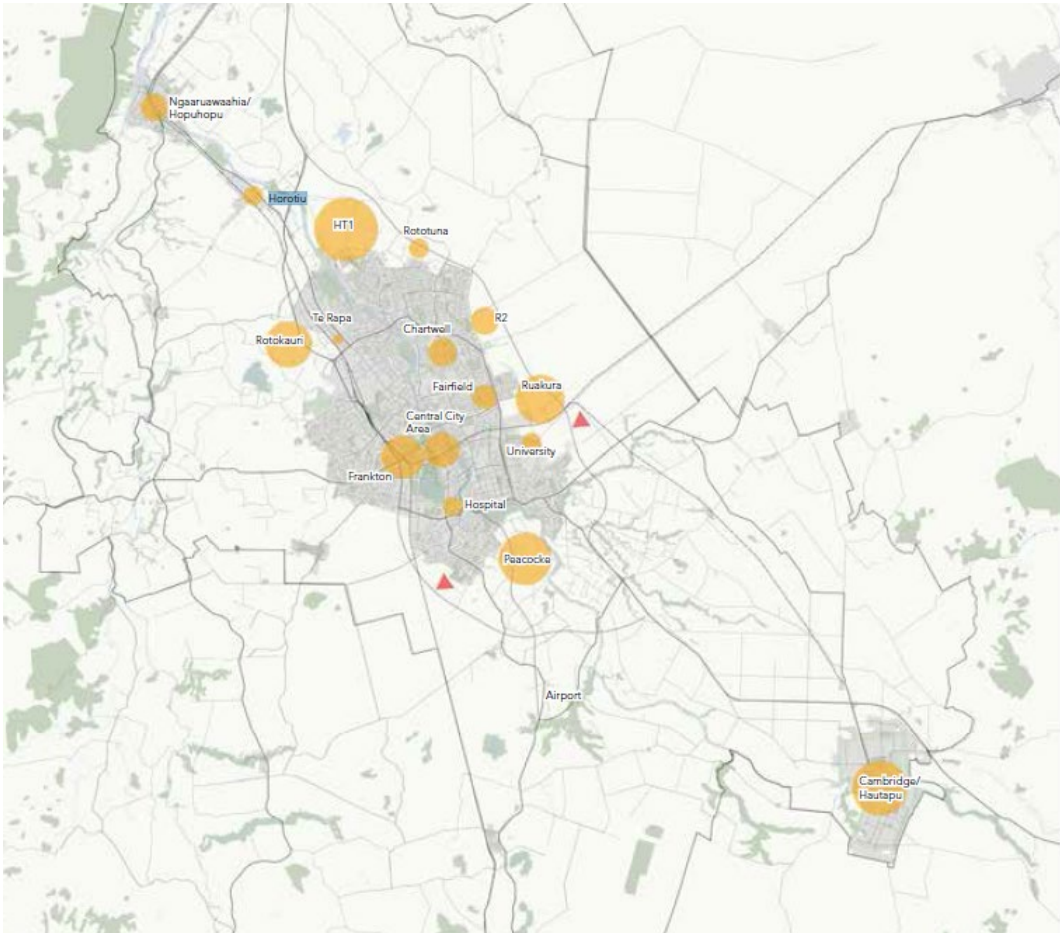 Ngaaruawaahia/
Hopuhopu
Horotiu
HT1
Rototuna
Te Rapa
R2
Chartwell
Rotokauri
Fairfield
Ruakura
Central City
Area
University
Frankton
Hospital
Peacocke
Airport
Cambridge/
Hautapu